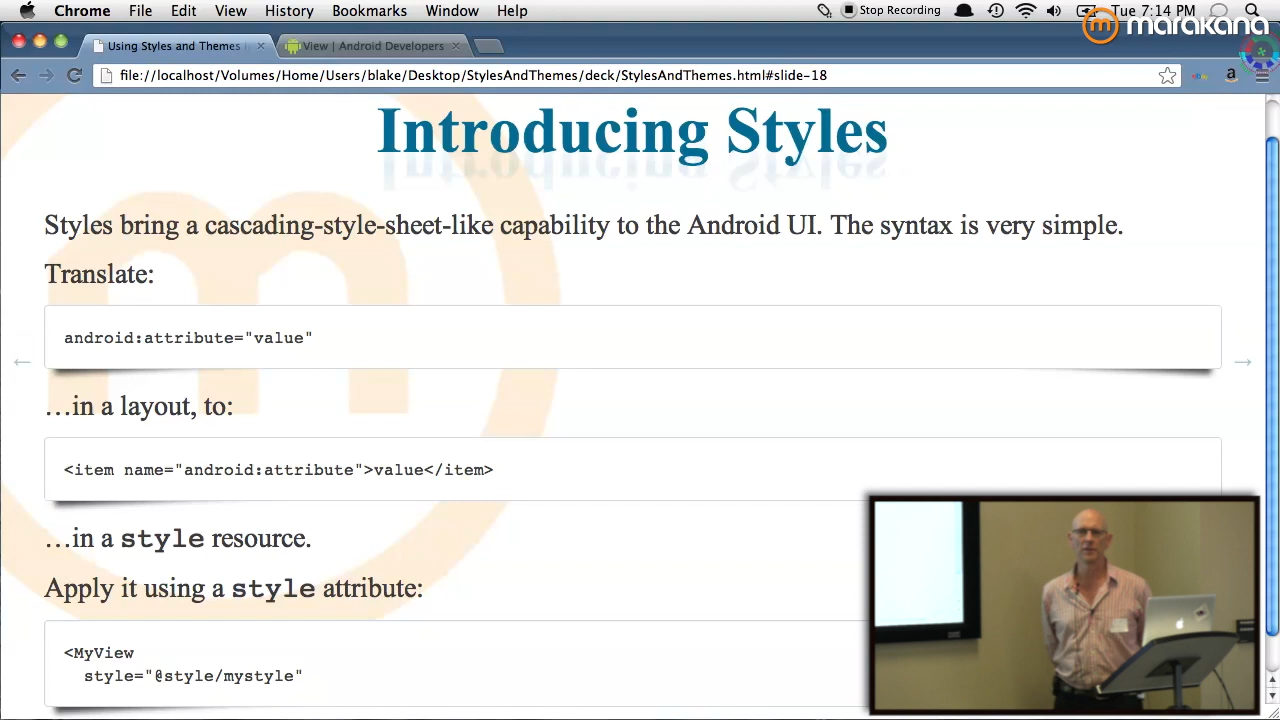 Chrome File Edit View History Bookmarks Window Help Stop Recording Tue 7:14 PM
marakana
Using Styles and Themes View | Android Developers
file://localhost/Volumes/Home/Users/blake/Desktop/StylesAndThemes/deck/StylesAndThemes.html#slide-18
Introducing Styles
Styles bring a cascading-style-sheet-like capability to the Android UI. The syntax is very simple.
Translate:
android:attribute="value"
…in a layout, to:
<item name="android:attribute">value</item>
…in a style resource.
Apply it using a style attribute:
<MyView
style="@style/mystyle"